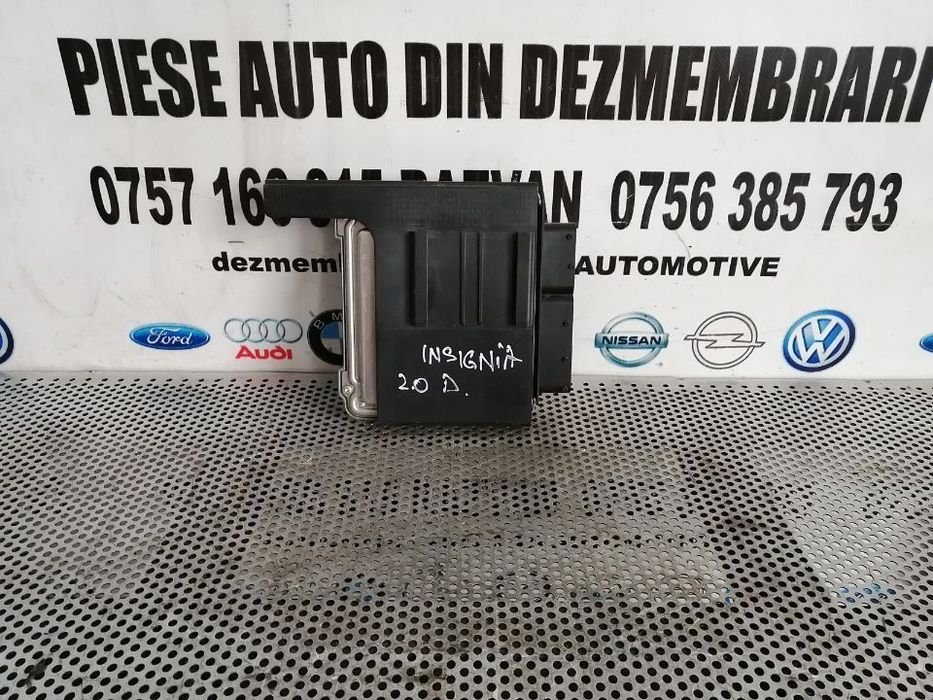 PIESE AUTO DIN DEZMEMBRARI
0757 0756 385 793
AUTOMOTIVE
Ford
Audi
NISSAN
INSIGNIA
2.0 D.